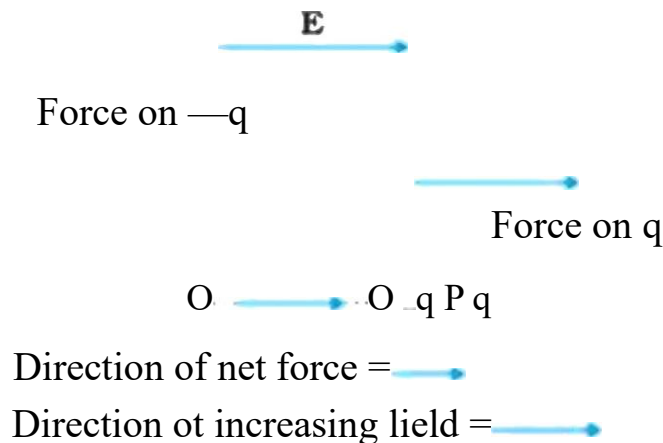 E
Force on —q
Force on q
O O q P q
Direction of net force =
Direction ot increasing lield =